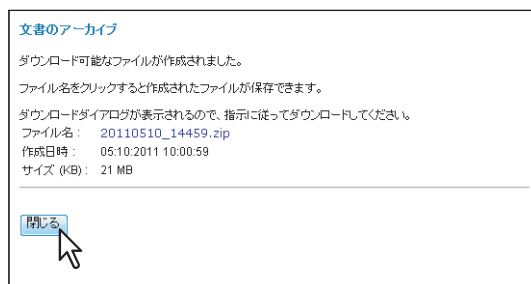 文書のアーカイブ
ダウンロード可能なファイルが作成されました。
ファイル名をクリックすると作成されたファイルが保存できます。
ダウンロードダイアログが表示されるので、指示に従ってダウンロードしてください。
ファイル名: 20110510_14459.zip
作成日時: 05:10:2011 10:00:59
サイズ (KB): 21 MB
閉じる